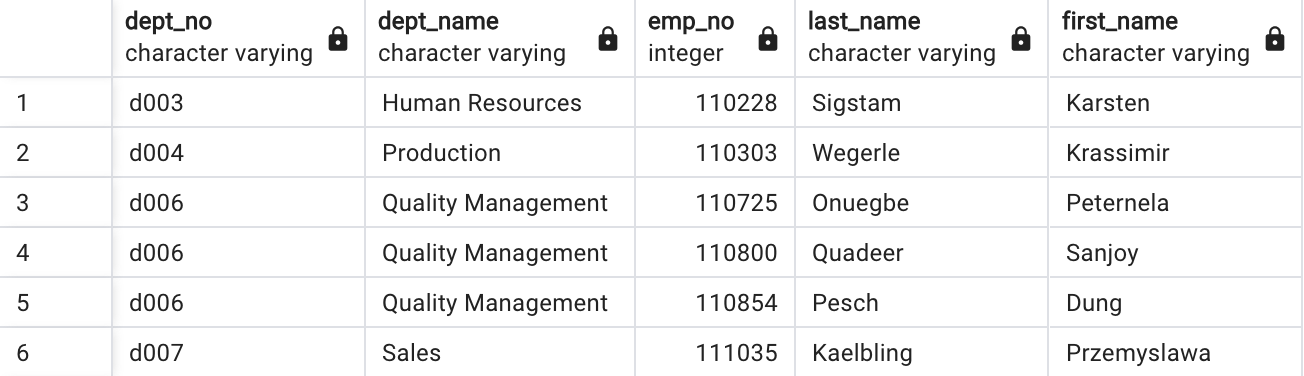 dept_no dept_name emp_no last_name first_name
character varying character varying integer character varying character varying
1 d003 Human Resources 110228 Sigstam Karsten
2 d004 Production 110303 Wegerle Krassimir
3 d006 Quality Management 110725 Onuegbe Peternela
4 d006 Quality Management 110800 Quadeer Sanjoy
5 d006 Quality Management 110854 Pesch Dung
6 d007 Sales 111035 Kaelbling Przemyslawa